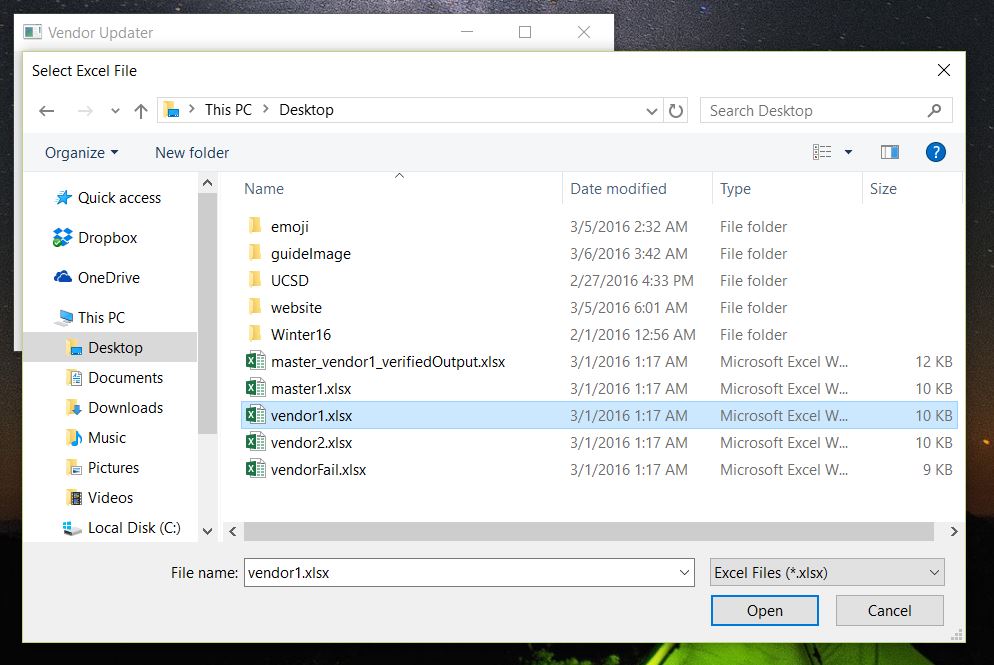 Vendor Updater
Select Excel File
This PC > Desktop
Search Desktop
Organize
New folder
Quick access
Dropbox
OneDrive
This PC
Desktop
Documents
Downloads
Music
Pictures
Videos
Local Disk (C:)
Name Date modified Type Size
emoji 3/5/2016 2:32 AM File folder
guideImage 3/6/2016 3:42 AM File folder
UCSD 2/27/2016 4:33 PM File folder
website 3/5/2016 6:01 AM File folder
Winter16 2/1/2016 12:56 AM File folder
master_vendor1_verifiedOutput.xlsx 3/1/2016 1:17 AM Microsoft Excel W... 12 KB
master1.xlsx 3/1/2016 1:17 AM Microsoft Excel W... 10 KB
vendor1.xlsx 3/1/2016 1:17 AM Microsoft Excel W... 10 KB
vendor2.xlsx 3/1/2016 1:17 AM Microsoft Excel W... 10 KB
vendorFail.xlsx 3/1/2016 1:17 AM Microsoft Excel W... 9 KB
File name: vendor1.xlsx Excel Files (*.xlsx)
Open Cancel